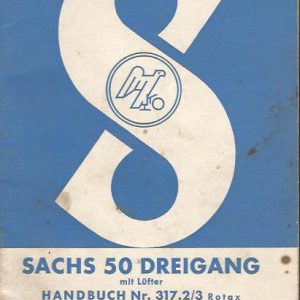 SACHS 50 DREIGANG
mit Lüfter
HANDBUCH Nr. 317.2/3 Rotax